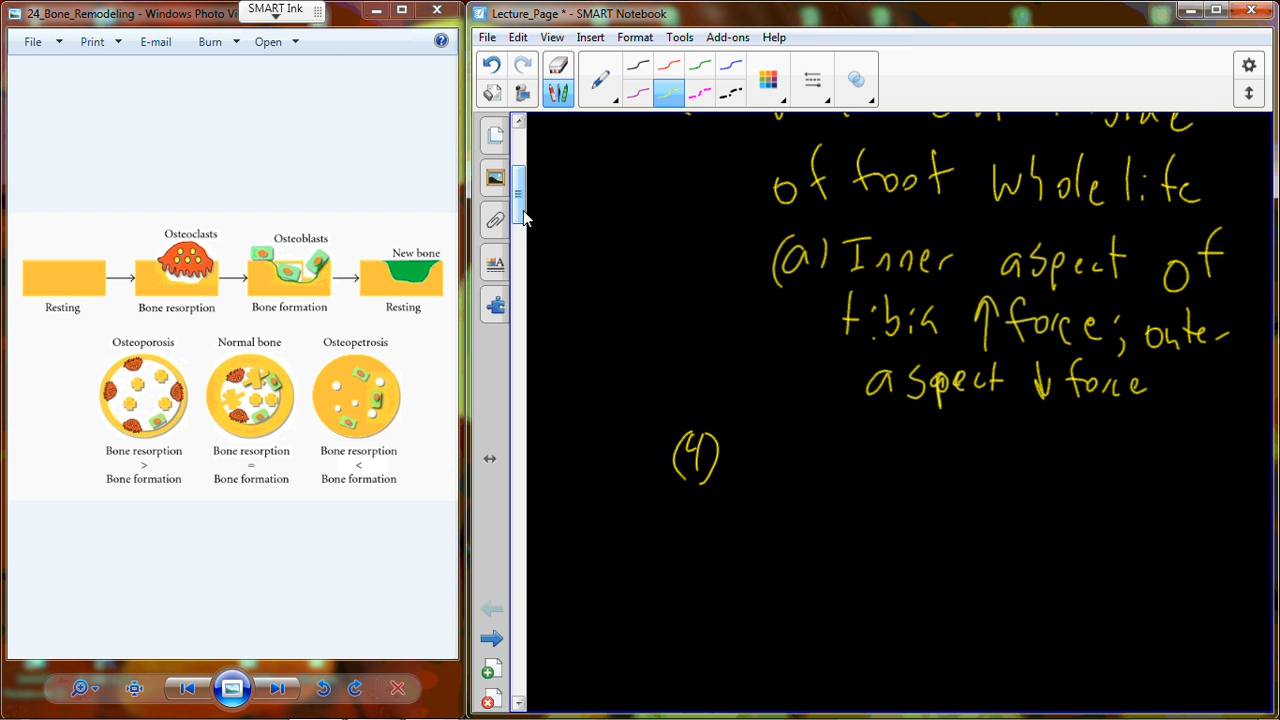 24_Bone_Remodeling - Windows Photo Vi
SMART Ink
File Print E-mail Burn Open
Osteoclasts
Osteoblasts
New bone
Resting
Bone resorption
Bone formation
Resting
Osteoporosis
Normal bone
Osteopetrosis
Bone resorption
>
Bone formation
Bone resorption
=
Bone formation
Bone resorption
<
Bone formation
Lecture_Page * - SMART Notebook
File Edit View Insert Format Tools Add-ons Help
of foot whole life
(a) Inner aspect of
tibia ↑ force; outer
aspect ↓ force
(4)